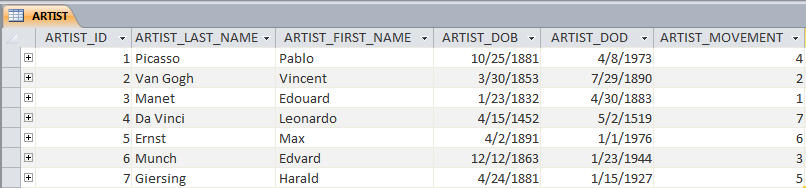 ARTIST
ARTIST_ID ARTIST_LAST_NAME ARTIST_FIRST_NAME ARTIST_DOB ARTIST_DOD ARTIST_MOVEMENT
1 Picasso Pablo 10/25/1881 4/8/1973 4
2 Van Gogh Vincent 3/30/1853 7/29/1890 2
3 Manet Edouard 1/23/1832 4/30/1883 1
4 Da Vinci Leonardo 4/15/1452 5/2/1519 7
5 Ernst Max 4/2/1891 1/1/1976 6
6 Munch Edvard 12/12/1863 1/23/1944 3
7 Giersing Harald 4/24/1881 1/15/1927 5